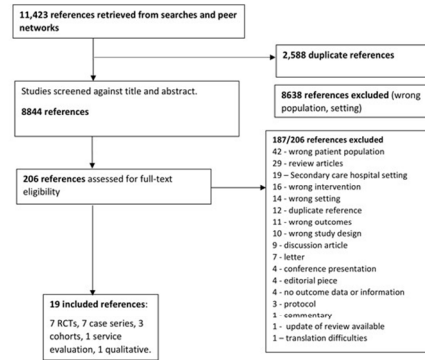 11,423 references retrieved from searches and peer
networks
2,588 duplicate references
Studies screened against title and abstract.
8844 references
8638 references excluded (wrong
population, setting)
206 references assessed for full-text
eligibility
187/206 references excluded
42 - wrong patient population
29 - review articles
19 – Secondary care hospital setting
16 - wrong intervention
14 - wrong setting
12 - duplicate reference
11 - wrong outcomes
10 - wrong study design
9 - discussion article
7 - letter
4 - conference presentation
4 - editorial piece
4 - no outcome data or information
3 - protocol
1 - commentary
1 - update of review available
1 – translation difficulties
19 included references:
7 RCTs, 7 case series, 3
cohorts, 1 service
evaluation, 1 qualitative.